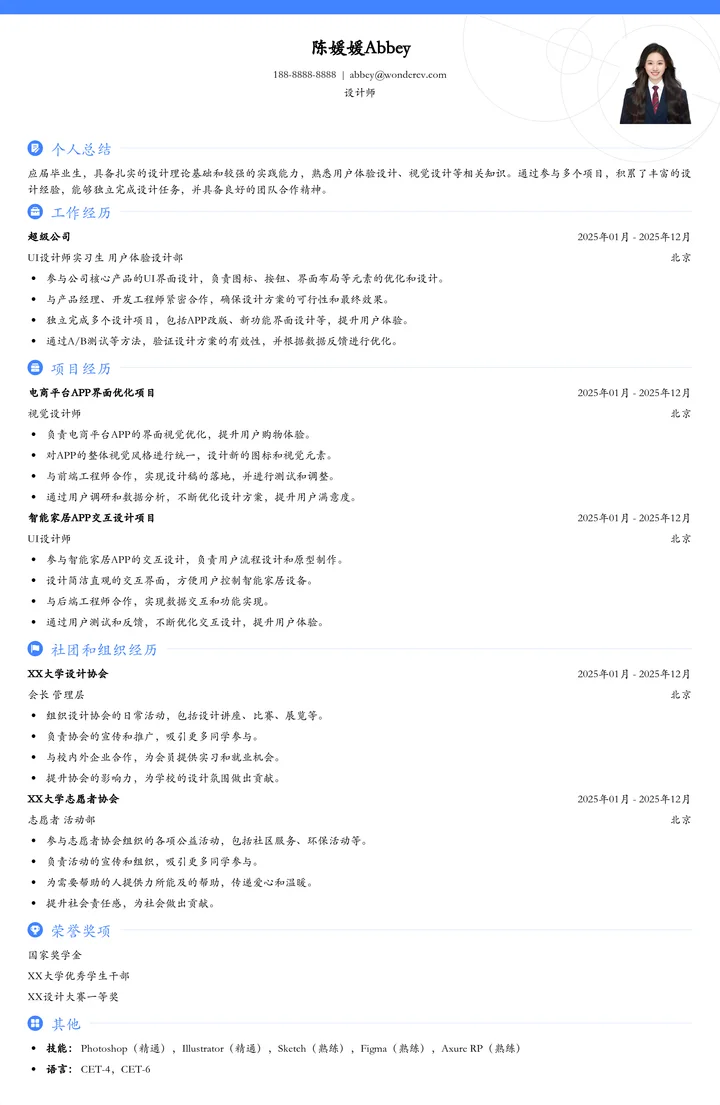 陈媛媛Abbey
188-8888-8888 | abbey@wondercv.com
设计师
个人总结
应届毕业生，具备扎实的设计理论基础和较强的实践能力，熟悉用户体验设计、视觉设计等相关知识。通过参与多个项目，积累了丰富的设
计经验，能够独立完成设计任务，并具备良好的团队合作精神。
工作经历
超级公司 2025年01月 - 2025年12月
UI设计师实习生 用户体验设计部 北京
• 参与公司核心产品的UI界面设计，负责图标、按钮、界面布局等元素的优化和设计。
• 与产品经理、开发工程师紧密合作，确保设计方案的可行性和最终效果。
• 独立完成多个设计项目，包括APP改版、新功能界面设计等，提升用户体验。
• 通过A/B测试等方法，验证设计方案的有效性，并根据数据反馈进行优化。
项目经历
电商平台APP界面优化项目 2025年01月 - 2025年12月
视觉设计师 北京
• 负责电商平台APP的界面视觉优化，提升用户购物体验。
• 对APP的整体视觉风格进行统一，设计新的图标和视觉元素。
• 与前端工程师合作，实现设计稿的落地，并进行测试和调整。
• 通过用户调研和数据分析，不断优化设计方案，提升用户满意度。
智能家居APP交互设计项目 2025年01月 - 2025年12月
UI设计师 北京
• 参与智能家居APP的交互设计，负责用户流程设计和原型制作。
• 设计简洁直观的交互界面，方便用户控制智能家居设备。
• 与后端工程师合作，实现数据交互和功能实现。
• 通过用户测试和反馈，不断优化交互设计，提升用户体验。
社团和组织经历
XX大学设计协会 2025年01月 - 2025年12月
会长 管理层 北京
• 组织设计协会的日常活动，包括设计讲座、比赛、展览等。
• 负责协会的宣传和推广，吸引更多同学参与。
• 与校内外企业合作，为会员提供实习和就业机会。
• 提升协会的影响力，为学校的设计氛围做出贡献。
XX大学志愿者协会 2025年01月 - 2025年12月
志愿者 活动部 北京
• 参与志愿者协会组织的各项公益活动，包括社区服务、环保活动等。
• 负责活动的宣传和组织，吸引更多同学参与。
• 为需要帮助的人提供力所能及的帮助，传递爱心和温暖。
• 提升社会责任感，为社会做出贡献。
荣誉奖项
国家奖学金
XX大学优秀学生干部
XX设计大赛一等奖
其他
• 技能： Photoshop（精通），Illustrator（精通），Sketch（熟练），Figma（熟练），Axure RP（熟练）
• 语言： CET-4，CET-6